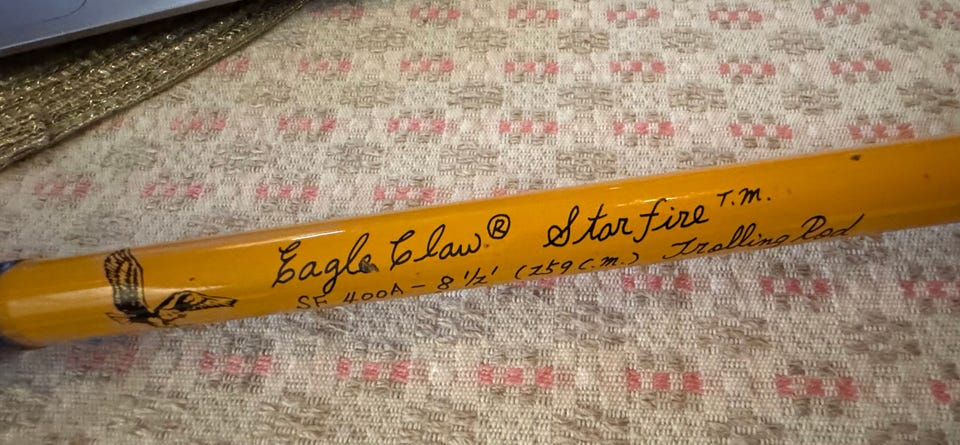 Eagle Claw® Starfire T.M.
SF 400A - 8 1/2' (259 c.m.) Trolling Rod